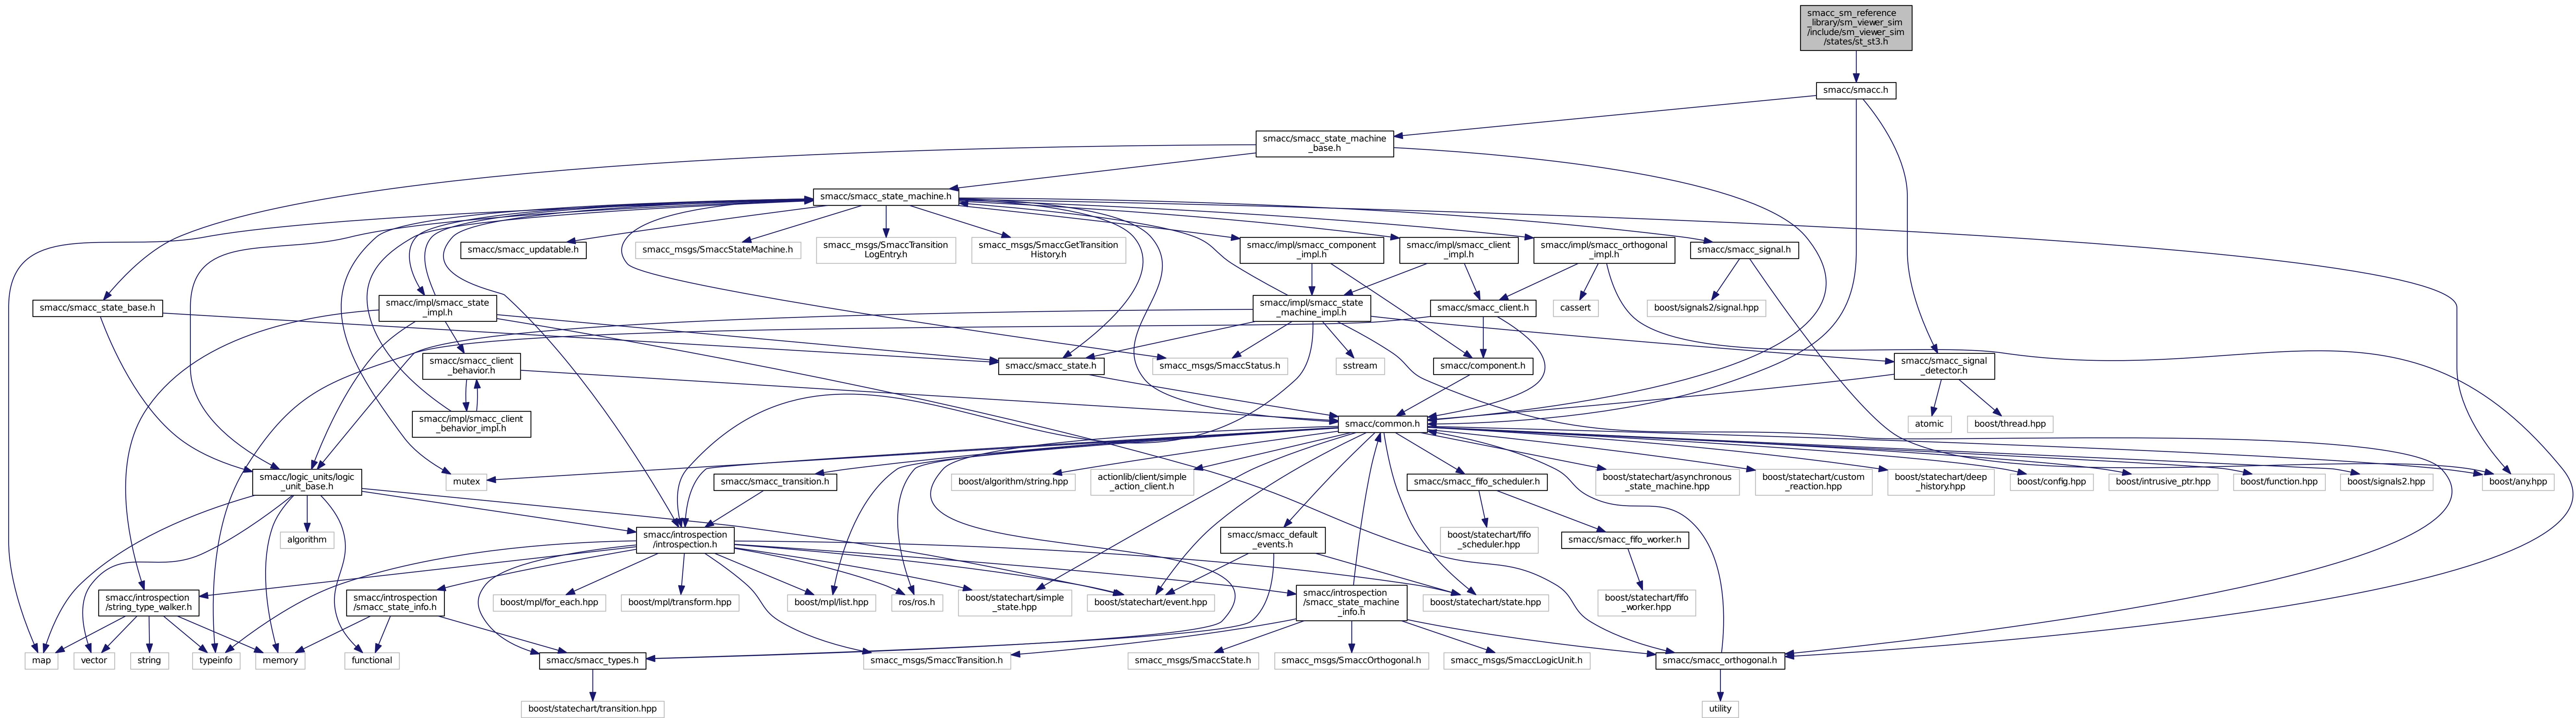 smacc_sm_reference
_library/sm_viewer_sim
/include/sm_viewer_sim
/states/st_st3.h
smacc/smacc.h
smacc/smacc_state_machine
_base.h
smacc/smacc_state_machine.h
smacc/smacc_updatable.h
smacc_msgs/SmaccStateMachine.h
smacc_msgs/SmaccTransition
LogEntry.h
smacc_msgs/SmaccGetTransition
History.h
smacc/impl/smacc_component
_impl.h
smacc/impl/smacc_client
_impl.h
smacc/impl/smacc_orthogonal
_impl.h
smacc/smacc_signal.h
smacc/smacc_state_base.h
smacc/impl/smacc_state
_impl.h
smacc/impl/smacc_state
_machine_impl.h
smacc/smacc_client.h
cassert
boost/signals2/signal.hpp
smacc/smacc_client
_behavior.h
smacc/smacc_state.h
smacc_msgs/SmaccStatus.h
sstream
smacc/component.h
smacc/smacc_signal
_detector.h
smacc/impl/smacc_client
_behavior_impl.h
smacc/common.h
atomic
boost/thread.hpp
smacc/logic_units/logic
_unit_base.h
mutex
smacc/smacc_transition.h
boost/algorithm/string.hpp
actionlib/client/simple
_action_client.h
smacc/smacc_fifo_scheduler.h
boost/statechart/asynchronous
_state_machine.hpp
boost/statechart/custom
_reaction.hpp
boost/statechart/deep
_history.hpp
boost/config.hpp
boost/intrusive_ptr.hpp
boost/function.hpp
boost/signals2.hpp
boost/any.hpp
algorithm
smacc/introspection
/introspection.h
smacc/smacc_default
_events.h
boost/statechart/fifo
_scheduler.hpp
smacc/smacc_fifo_worker.h
smacc/introspection
/string_type_walker.h
smacc/introspection
/smacc_state_info.h
boost/mpl/for_each.hpp
boost/mpl/transform.hpp
boost/mpl/list.hpp
ros/ros.h
boost/statechart/simple
_state.hpp
boost/statechart/event.hpp
smacc/introspection
/smacc_state_machine
_info.h
boost/statechart/state.hpp
boost/statechart/fifo
_worker.hpp
map
vector
string
typeinfo
memory
functional
smacc/smacc_types.h
smacc_msgs/SmaccTransition.h
smacc_msgs/SmaccState.h
smacc_msgs/SmaccOrthogonal.h
smacc_msgs/SmaccLogicUnit.h
smacc/smacc_orthogonal.h
boost/statechart/transition.hpp
utility